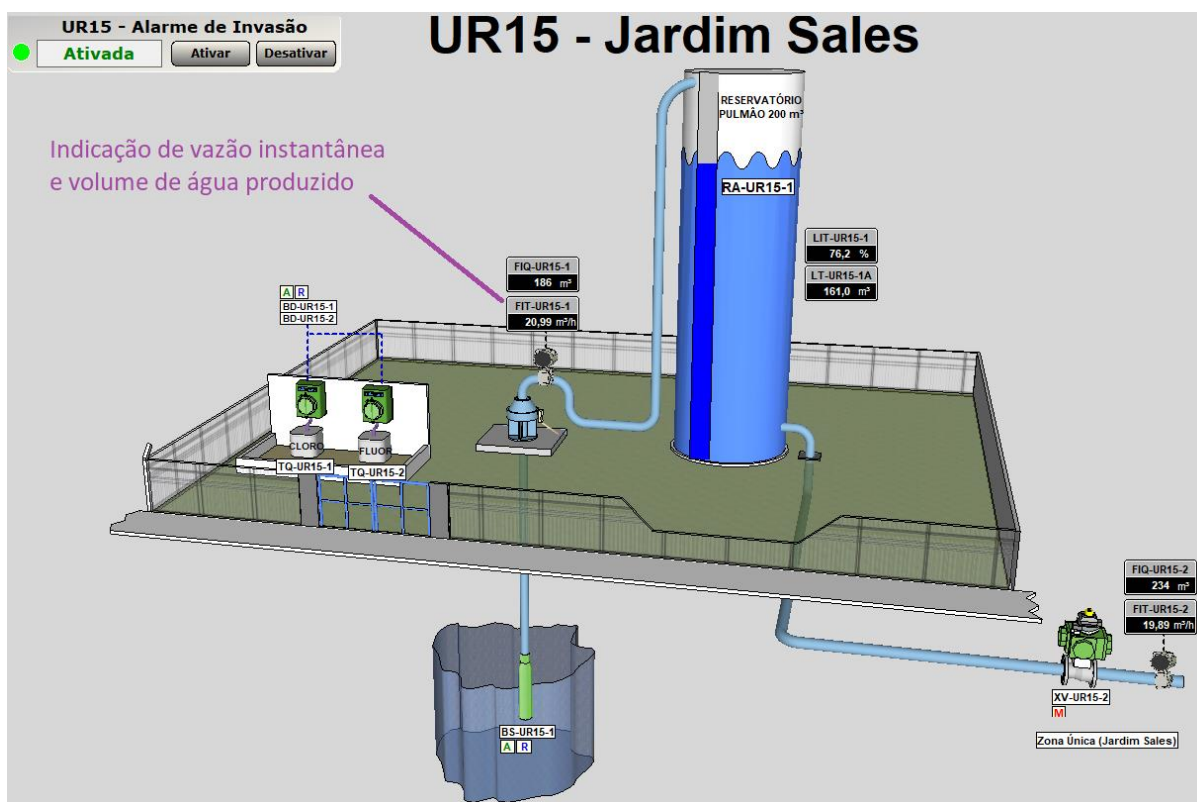 UR15 - Alarme de Invasão
Ativada
Ativar
Desativar
UR15 - Jardim Sales
RESERVATÓRIO
PULMÂO 200 m³
Indicação de vazão instantânea
e volume de água produzido
RA-UR15-1
LIT-UR15-1
76,2 %
LT-UR15-1A
161,0 m³
FIQ-UR15-1
186 m³
FIT-UR15-1
20,99 m³/h
A R
BD-UR15-1
BD-UR15-2
CLORO
FLUOR
TQ-UR15-1
TQ-UR15-2
FIQ-UR15-2
234 m³
FIT-UR15-2
19,89 m³/h
XV-UR15-2
M
BS-UR15-1
A R
Zona Única (Jardim Sales)